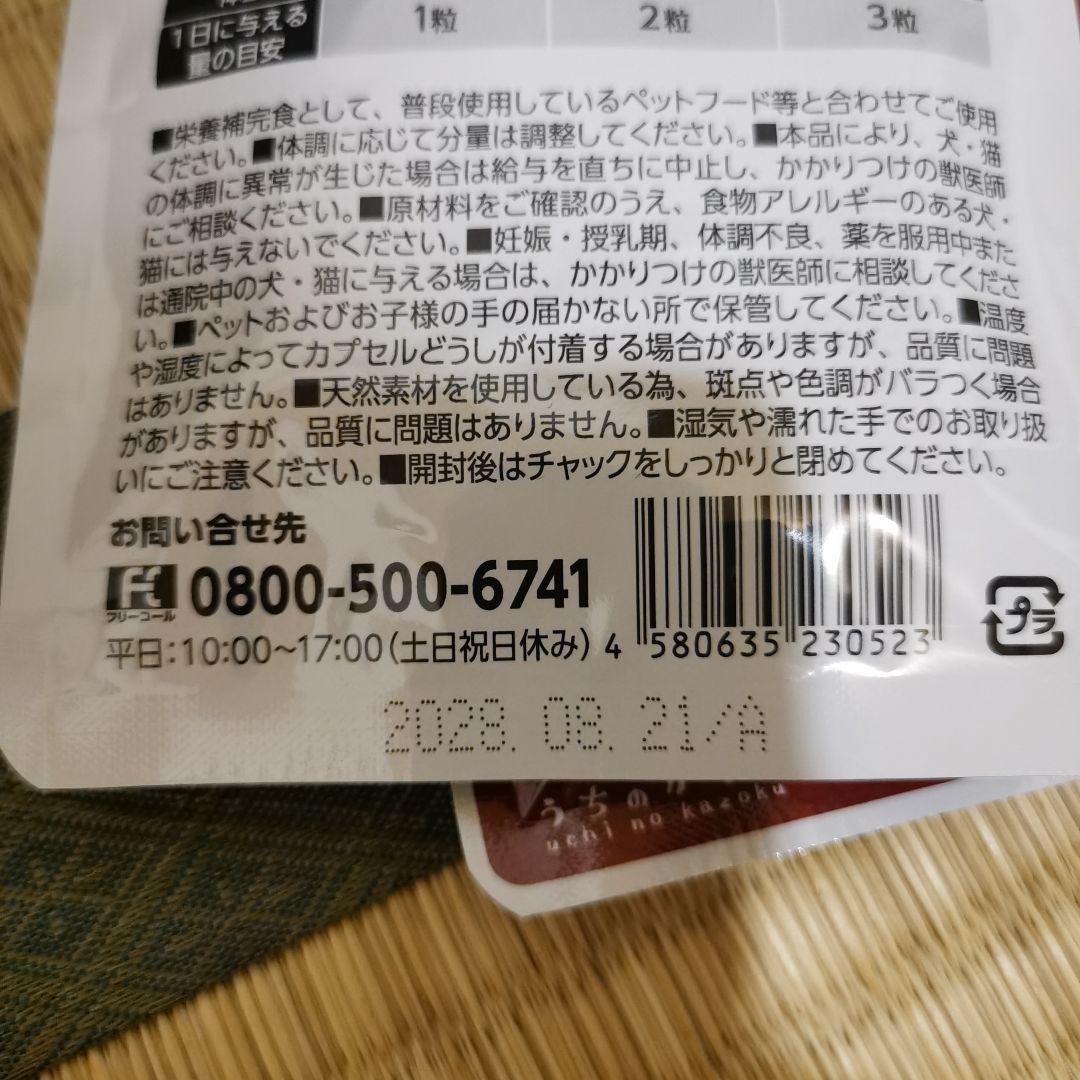 1日に与える
量の目安
1粒
2粒
3粒
■栄養補完食として、普段使用しているペットフード等と合わせてご使用
ください。■体調に応じて分量は調整してください。■本品により、犬・猫
の体調に異常が生じた場合は給与を直ちに中止し、かかりつけの獣医師
にご相談ください。■原材料をご確認のうえ、食物アレルギーのある犬・
猫には与えないでください。■妊娠・授乳期、体調不良、薬を服用中また
は通院中の犬・猫に与える場合は、かかりつけの獣医師に相談してくださ
い。■ペットおよびお子様の手の届かない所で保管してください。■温度
や湿度によってカプセルどうしが付着する場合がありますが、品質に問題
はありません。■天然素材を使用している為、斑点や色調がバラつく場合
がありますが、品質に問題はありません。■湿気や濡れた手でのお取り扱
いにご注意ください。■開封後はチャックをしっかりと閉めてください。
お問い合せ先
フリーコール
0800-500-6741
平日:10:00~17:00(土日祝日休み)
4 580635 230523
プラ
2028.08.21/A
うちの
uchi no kazoku